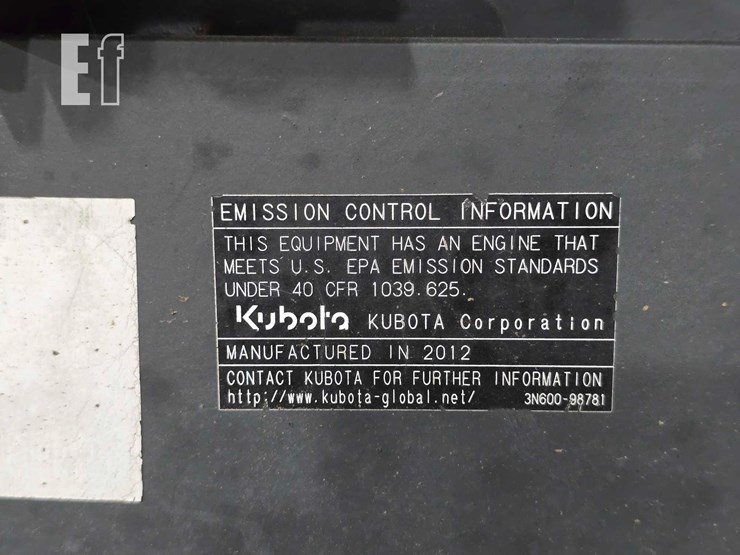 Ef
EMISSION CONTROL INFORMATION
THIS EQUIPMENT HAS AN ENGINE THAT
MEETS U.S. EPA EMISSION STANDARDS
UNDER 40 CFR 1039.625.
Kubota KUBOTA Corporation
MANUFACTURED IN 2012
CONTACT KUBOTA FOR FURTHER INFORMATION
http://www.kubota-global.net/ 3N600-98781